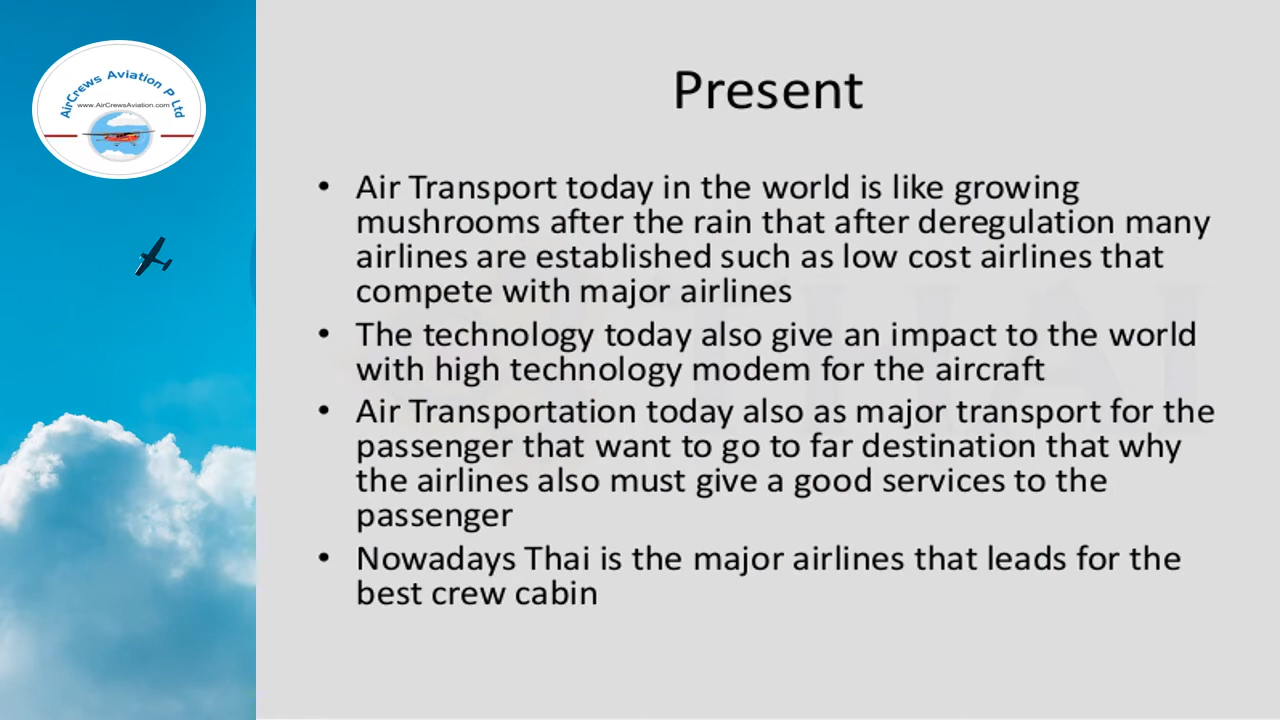 AirCrews Aviation P Ltd
www.AirCrewsAviation.com
Present
• Air Transport today in the world is like growing
mushrooms after the rain that after deregulation many
airlines are established such as low cost airlines that
compete with major airlines
• The technology today also give an impact to the world
with high technology modem for the aircraft
• Air Transportation today also as major transport for the
passenger that want to go to far destination that why
the airlines also must give a good services to the
passenger
• Nowadays Thai is the major airlines that leads for the
best crew cabin
THAI